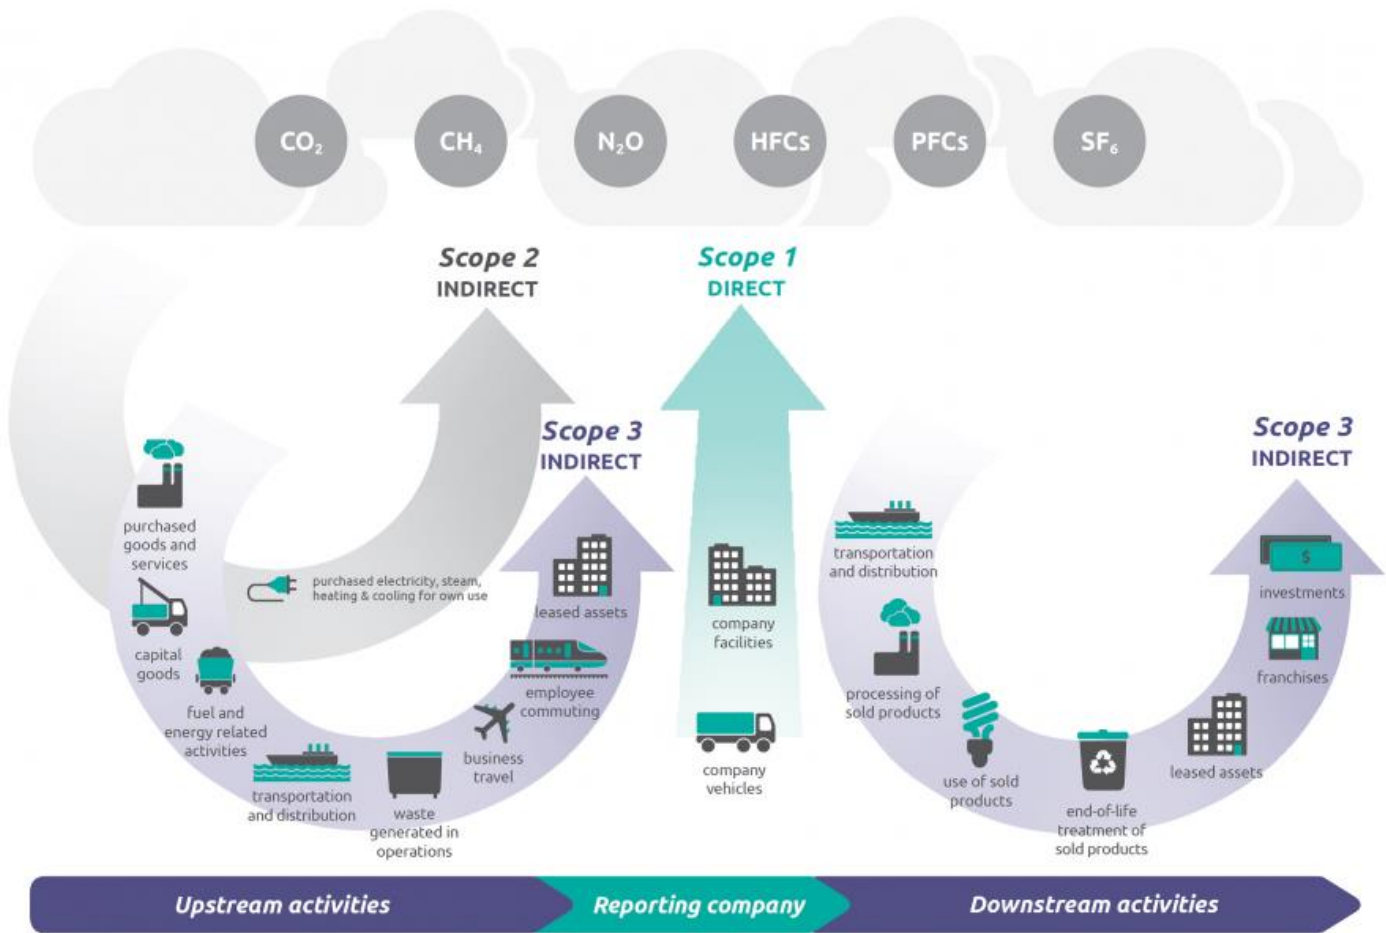 CO₂
CH₄
N₂O
HFCs
PFCs
SF₆
Scope 2
INDIRECT
Scope 1
DIRECT
Scope 3
INDIRECT
Scope 3
INDIRECT
purchased
goods and
services
capital
goods
fuel and
energy related
activities
transportation
and distribution
waste
generated in
operations
business
travel
employee
commuting
leased assets
purchased electricity, steam,
heating & cooling for own use
company
facilities
company
vehicles
transportation
and distribution
processing of
sold products
use of sold
products
end-of-life
treatment of
sold products
leased assets
franchises
$
investments
Upstream activities
Reporting company
Downstream activities